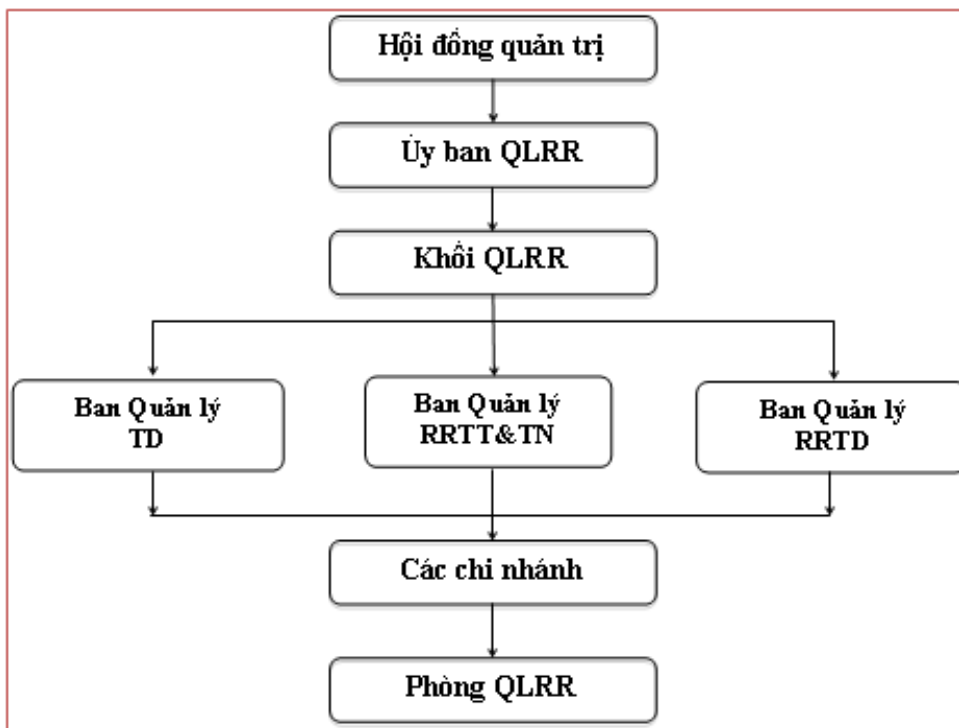 Hội đồng quản trị
Ủy ban QLRR
Khối QLRR
Ban Quản lý
TD
Ban Quản lý
RRTT&TN
Ban Quản lý
RRTD
Các chi nhánh
Phòng QLRR